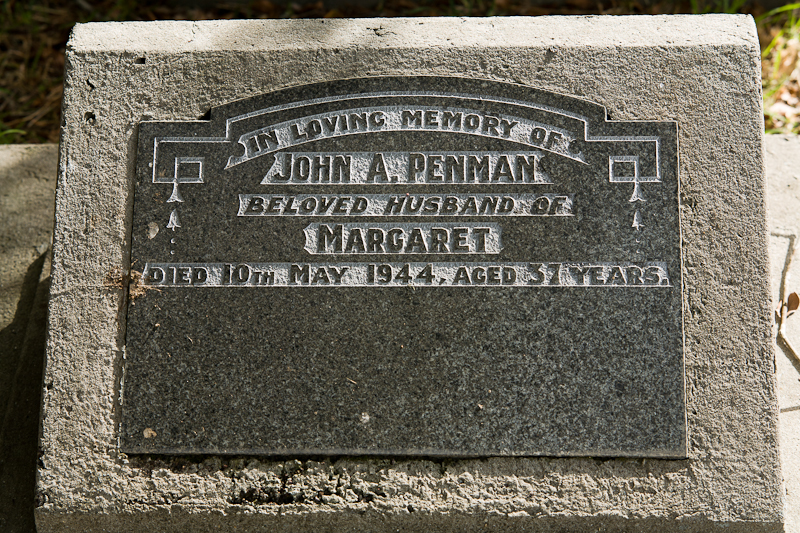 IN LOVING MEMORY OF
JOHN A. PENMAN
BELOVED HUSBAND OF
MARGARET
DIED 10TH MAY 1944, AGED 37 YEARS.